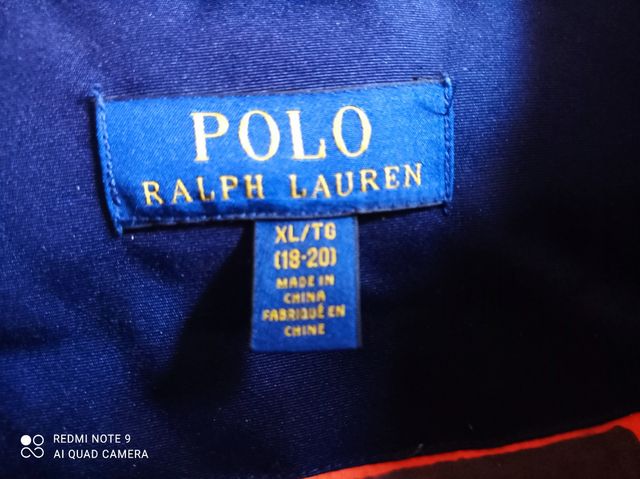 POLO
RALPH LAUREN
XL/TG
(18-20)
MADE IN
CHINA
FABRIQUÉ EN
CHINE
REDMI NOTE 9
AI QUAD CAMERA